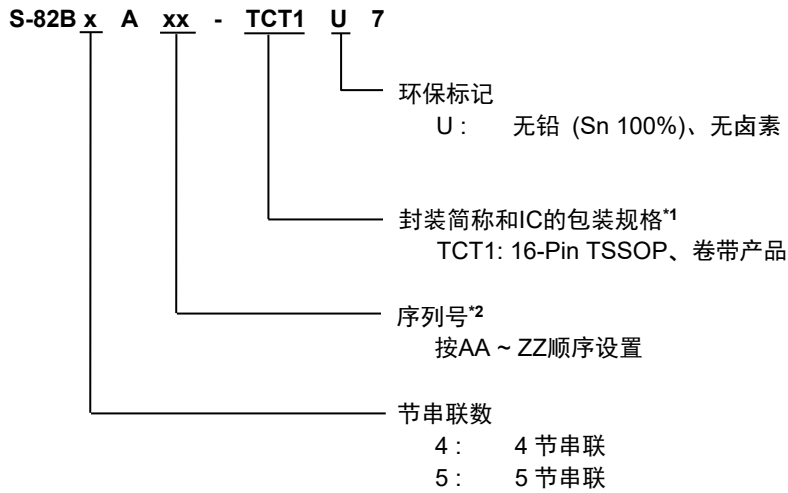 S-82B x A xx - TCT1 U 7
环保标记
U : 无铅 (Sn 100%)、无卤素
封装简称和IC的包装规格*1
TCT1: 16-Pin TSSOP、卷带产品
序列号*2
按AA ~ ZZ顺序设置
节串联数
4 : 4 节串联
5 : 5 节串联